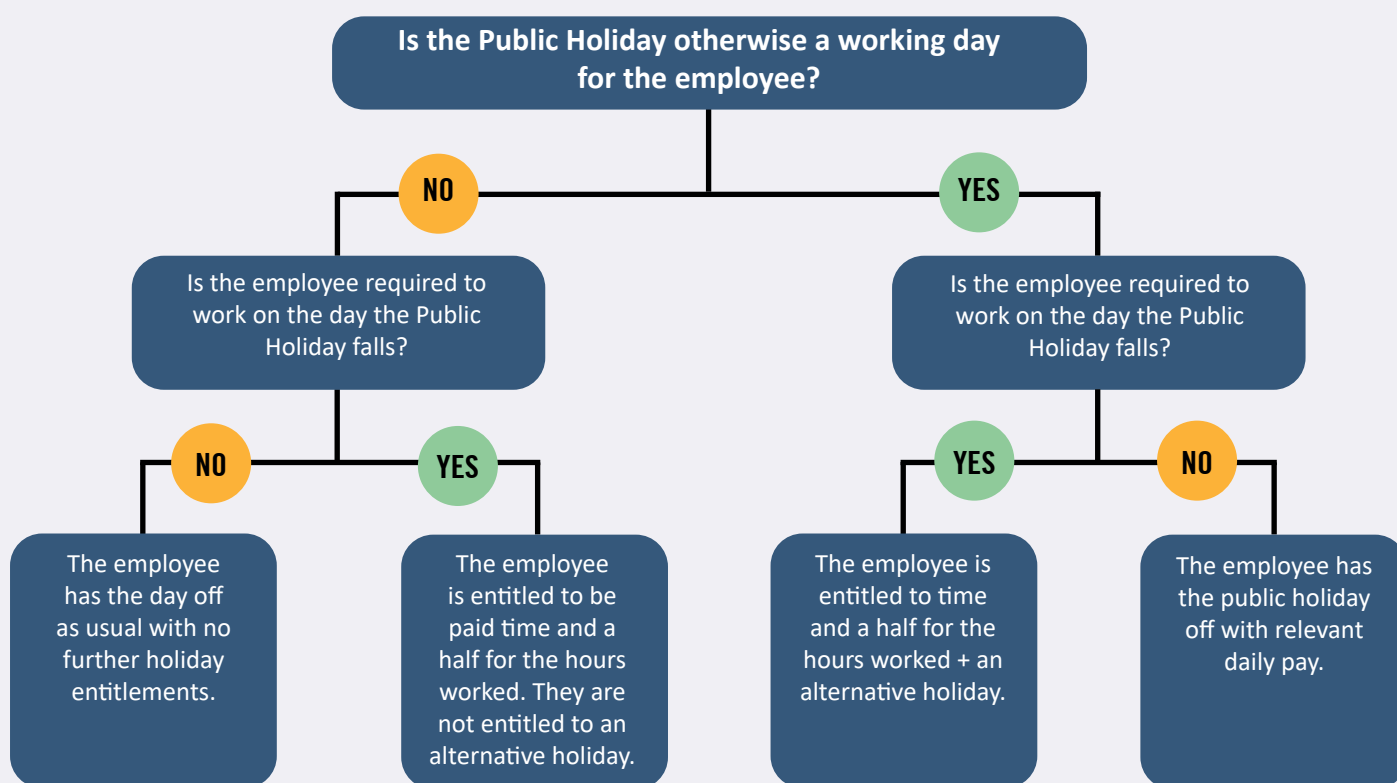 Is the Public Holiday otherwise a working day
for the employee?
NO
YES
Is the employee required to
work on the day the Public
Holiday falls?
Is the employee required to
work on the day the Public
Holiday falls?
NO
YES
YES
NO
The employee
has the day off
as usual with no
further holiday
entitlements.
The employee
is entitled to be
paid time and a
half for the hours
worked. They are
not entitled to an
alternative holiday.
The employee is
entitled to time
and a half for the
hours worked + an
alternative holiday.
The employee has
the public holiday
off with relevant
daily pay.